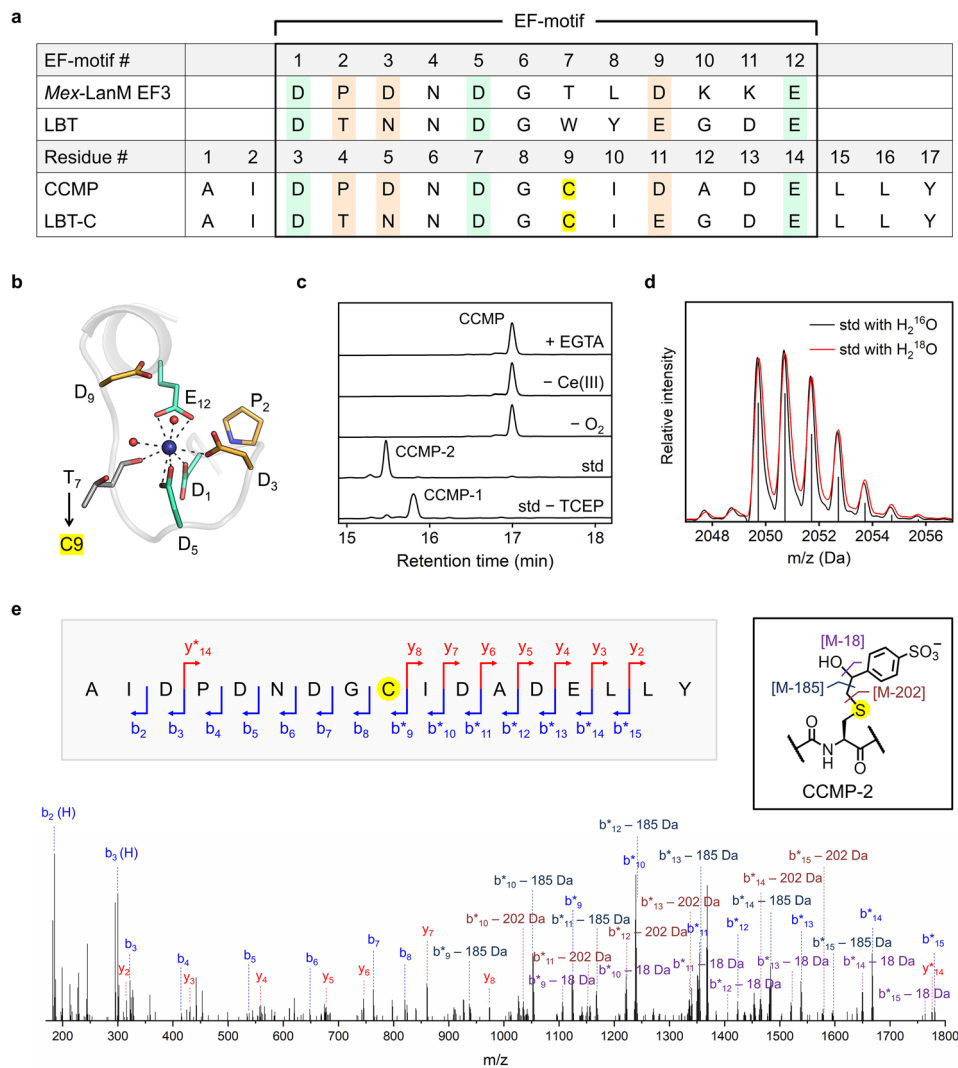 a
EF-motif
EF-motif # 1 2 3 4 5 6 7 8 9 10 11 12
Mex-LanM EF3 D P D N D G T L D K K E
LBT D T N N D G W Y E G D E
Residue # 1 2 3 4 5 6 7 8 9 10 11 12 13 14 15 16 17
CCMP A I D P D N D G C I D A D E L L Y
LBT-C A I D T N N D G C I E G D E L L Y
b
D9
E12
P2
T7
D1
D3
C9
D5
c
CCMP
+ EGTA
− Ce(III)
− O2
CCMP-2
std
CCMP-1
std − TCEP
15 16 17 18
Retention time (min)
d
std with H2¹⁶O
std with H2¹⁸O
Relative intensity
2048 2050 2052 2054 2056
m/z (Da)
e
y*14 y8 y7 y6 y5 y4 y3 y2
A I D P D N D G C I D A D E L L Y
b2 b3 b4 b5 b6 b7 b8 b*9 b*10 b*11 b*12 b*13 b*14 b*15
[M-18]
SO3⁻
HO
[M-185]
[M-202]
S
N
H
O
O
CCMP-2
b2 (H)
b3 (H)
b*12 – 185 Da
b*10
b*13 – 185 Da
b*15 – 202 Da
b*10 – 185 Da
b*14 – 202 Da
b*9
b*13 – 202 Da
b*14 – 185 Da
b*10 – 202 Da
b*11 – 185 Da
b*11
b*12
b*13
b*14
b3
b4
b5
b6
b7
b8
y7
b*9 – 185 Da
b*11 – 202 Da
b*12 – 202 Da
b*15 – 185 Da
b*15
y2
y3
y4
y5
y6
y8
b*9 – 18 Da
b*10 – 18 Da
b*11 – 18 Da
b*12 – 18 Da
b*13 – 18 Da
b*14 – 18 Da
b*15 – 18 Da
y*14
200 300 400 500 600 700 800 900 1000 1100 1200 1300 1400 1500 1600 1700 1800
m/z